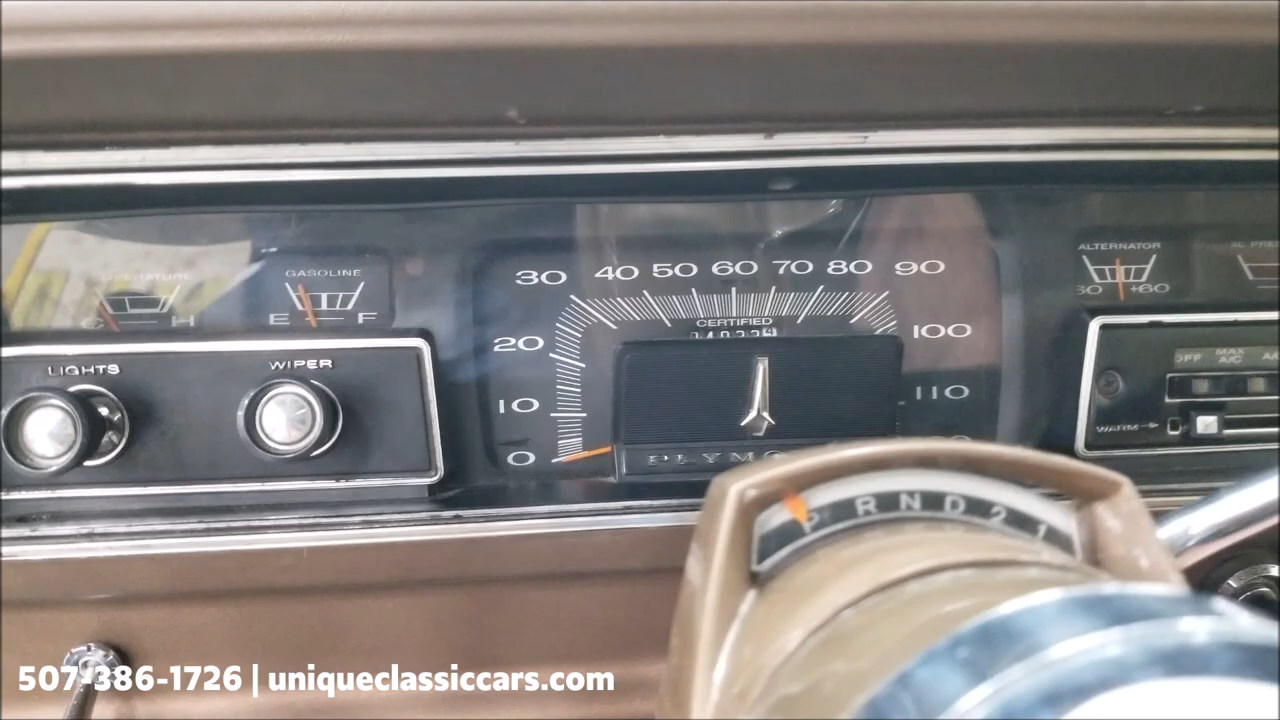 GASOLINE
E F
C H
LIGHTS
WIPER
0 10 20 30 40 50 60 70 80 90 100 110
CERTIFIED
ALTERNATOR
+60
OFF MAX A/C
WARM
P R N D 2 1
507-386-1726 | uniqueclassiccars.com